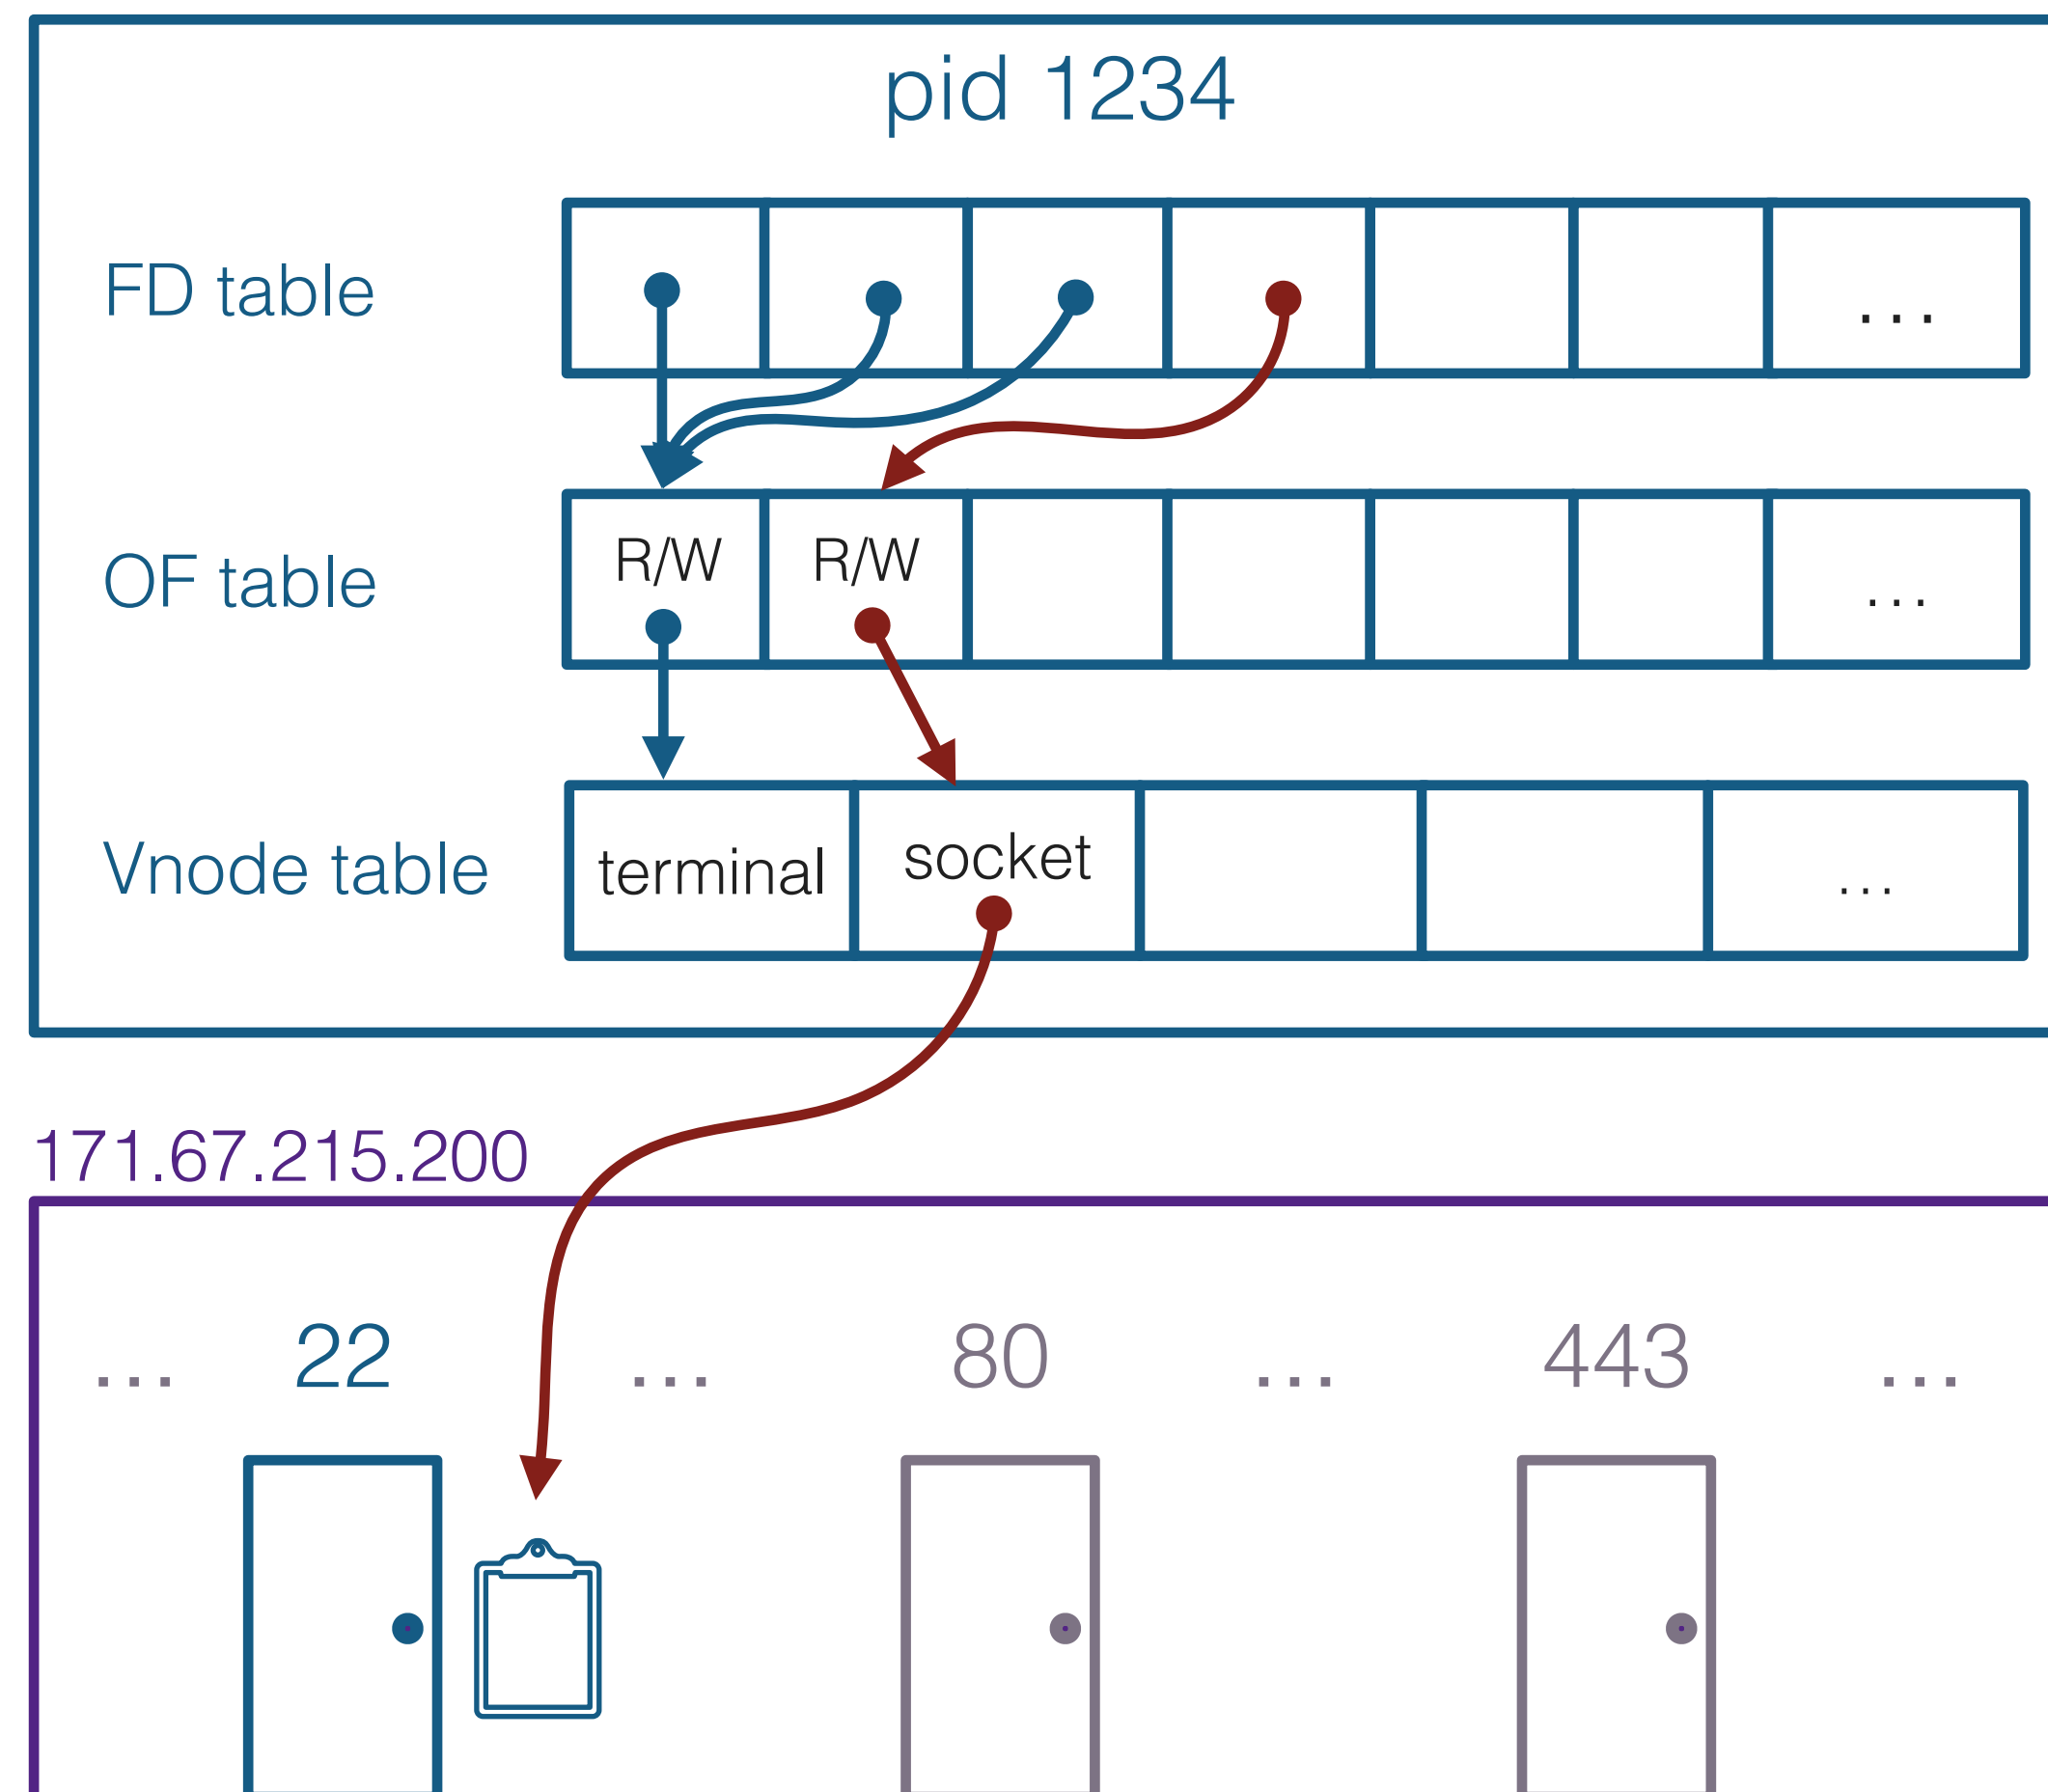 pid 1234
FD table
...
OF table
R/W
R/W
...
Vnode table
terminal
socket
...
171.67.215.200
... 22 ... 80 ... 443 ...